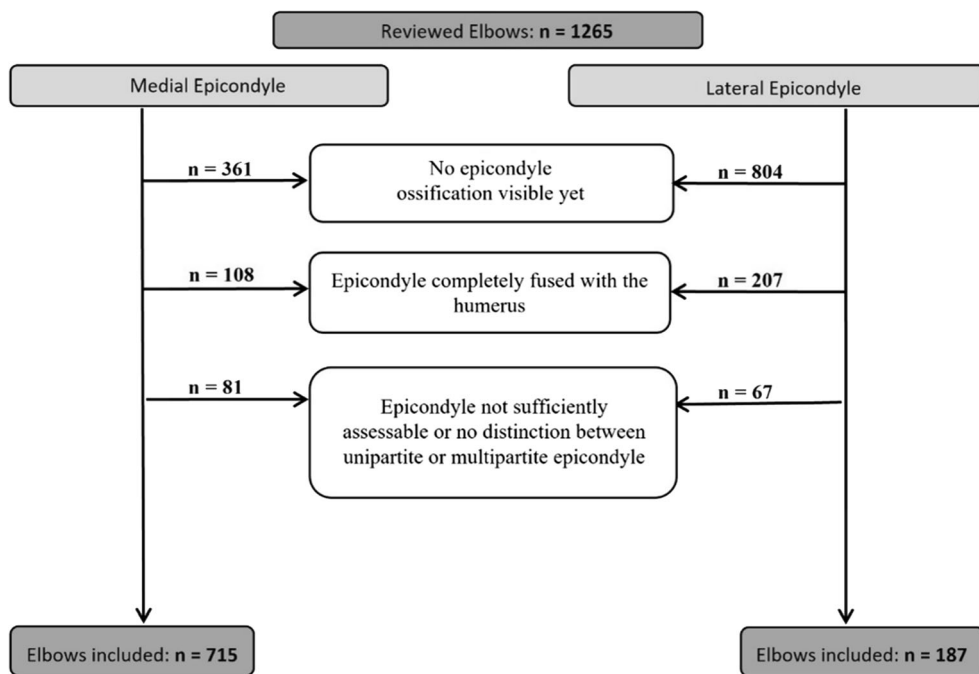 Reviewed Elbows: n = 1265
Medial Epicondyle
Lateral Epicondyle
n = 361
No epicondyle
ossification visible yet
n = 804
n = 108
Epicondyle completely fused with the
humerus
n = 207
n = 81
Epicondyle not sufficiently
assessable or no distinction between
unipartite or multipartite epicondyle
n = 67
Elbows included: n = 715
Elbows included: n = 187